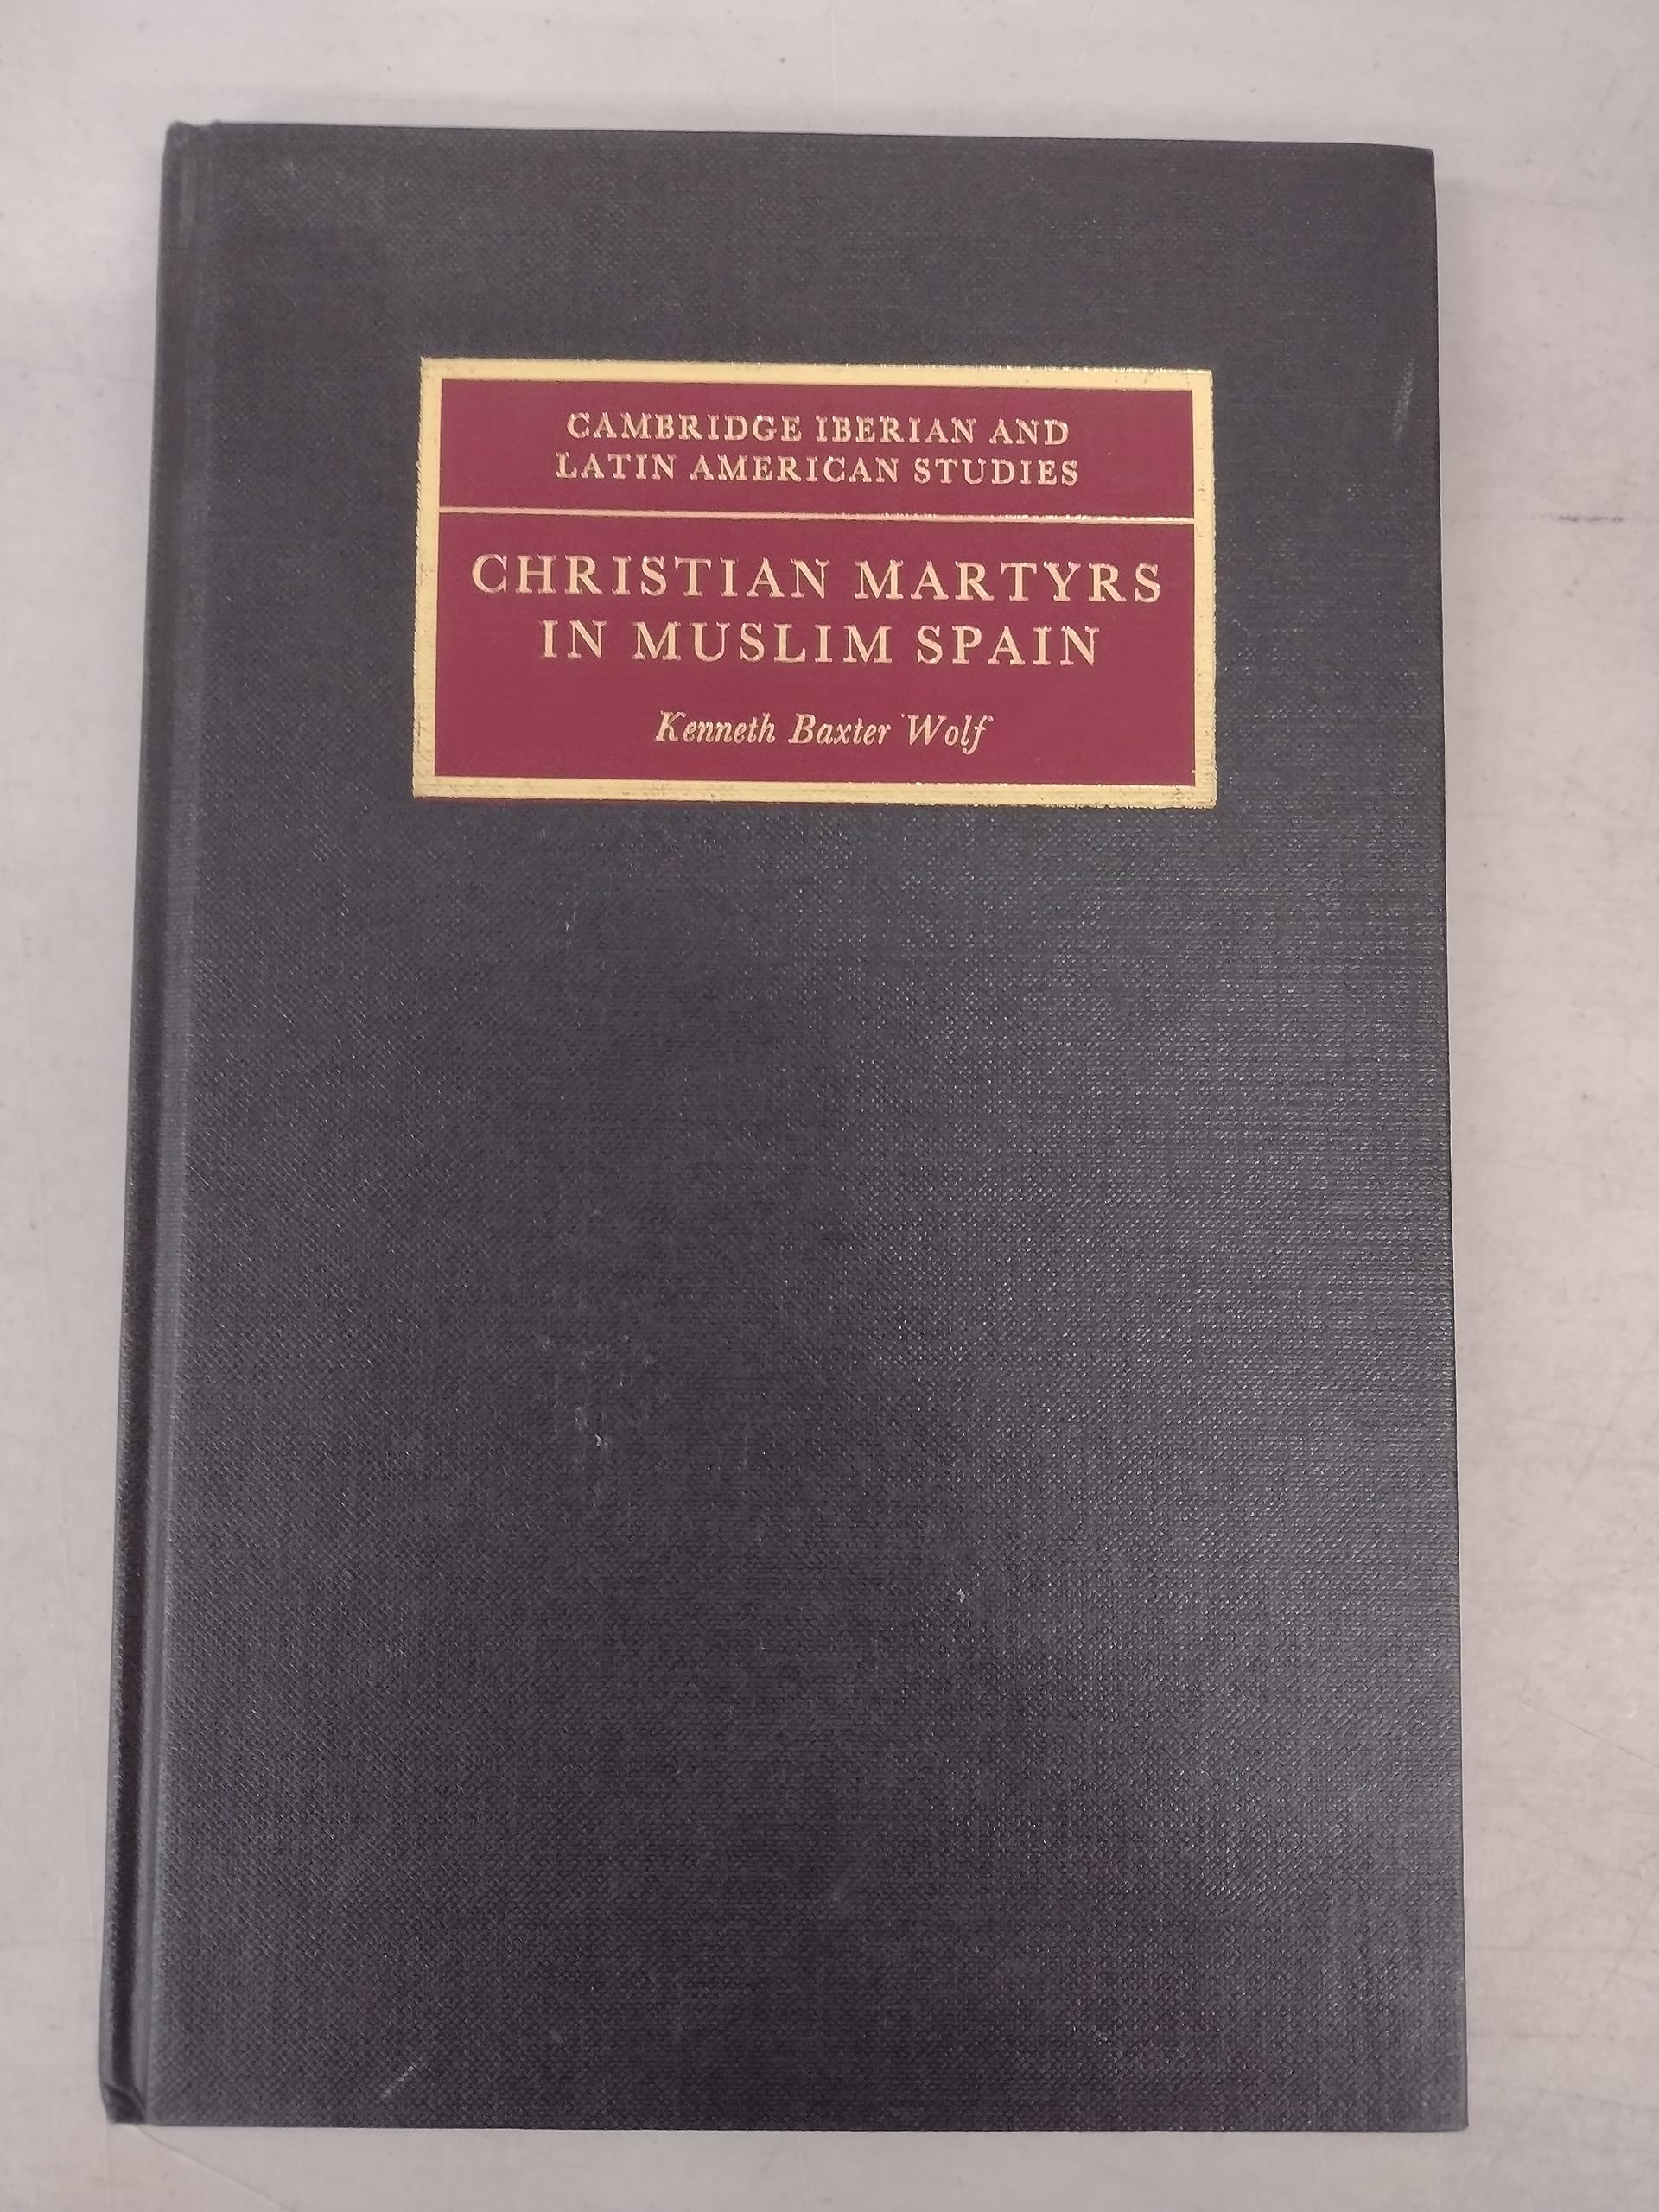 CAMBRIDGE IBERIAN AND
LATIN AMERICAN STUDIES
CHRISTIAN MARTYRS
IN MUSLIM SPAIN
Kenneth Baxter Wolf